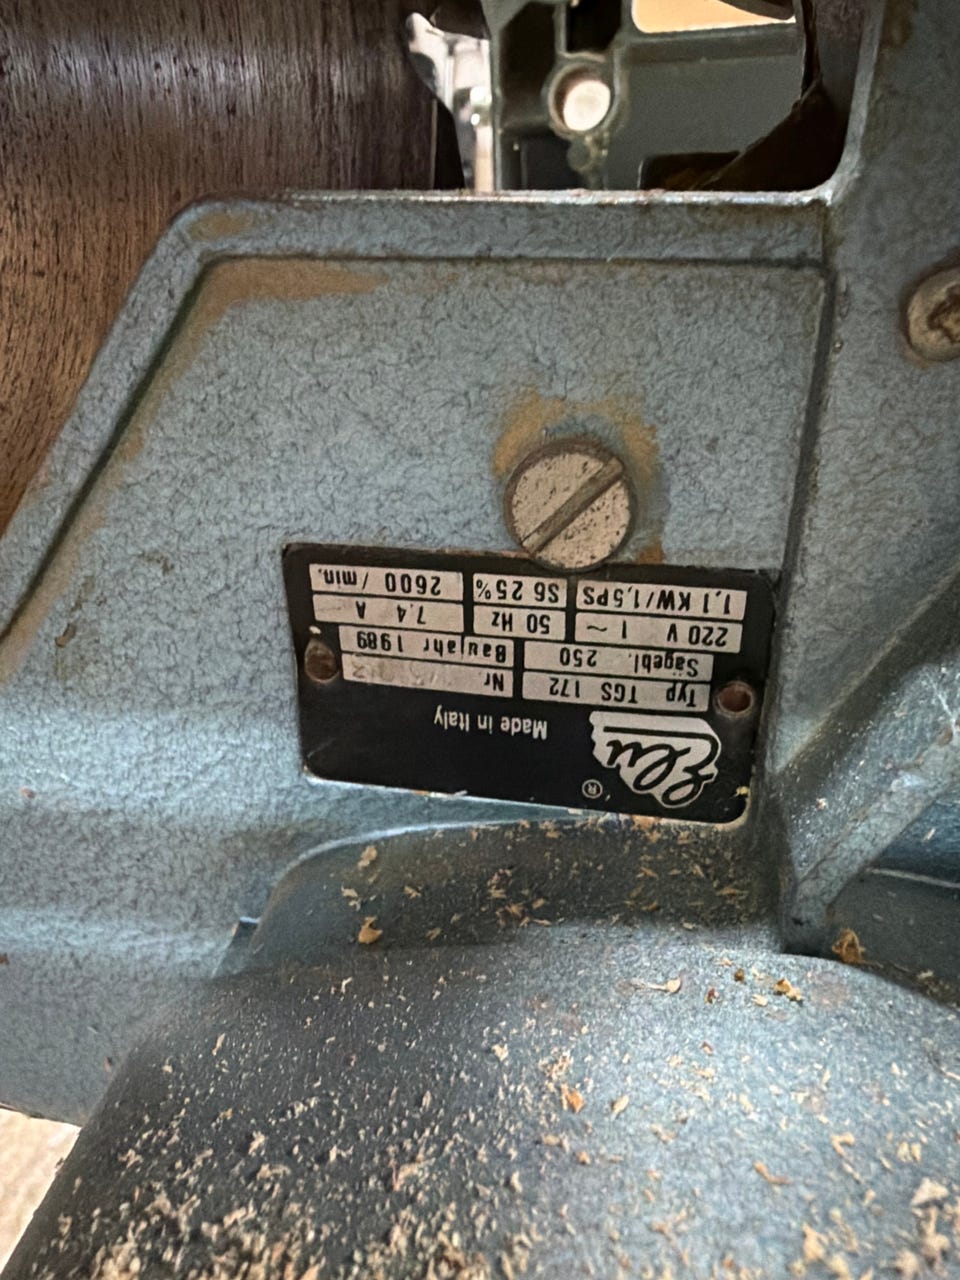 Elu ®
Made in Italy
Typ TGS 172 Nr
Sägebl. 250 Baujahr 1989
220 V 1 ~ 50 Hz 7.4 A
1,1 KW/1,5PS S6 25% 2600 / min.